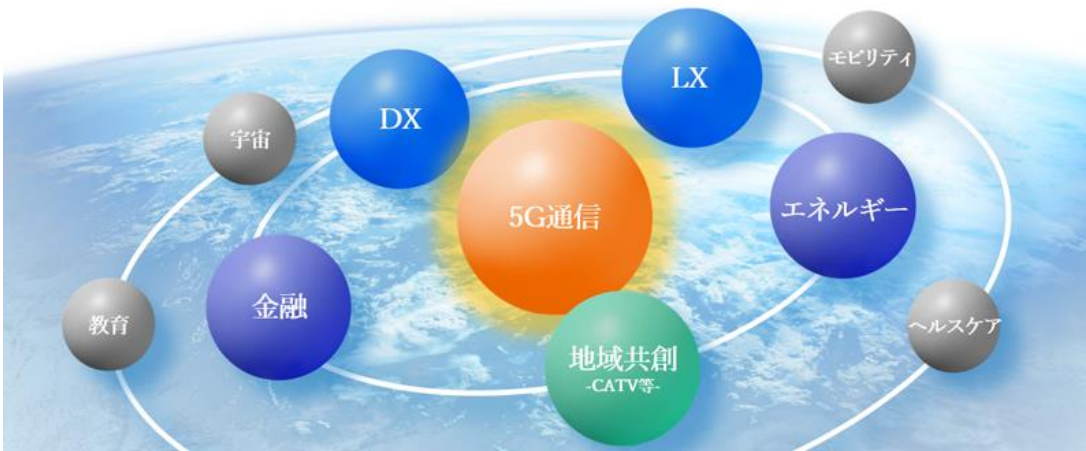 LX
モビリティ
DX
宇宙
5G通信
エネルギー
金融
教育
ヘルスケア
地域共創
-CATV等-